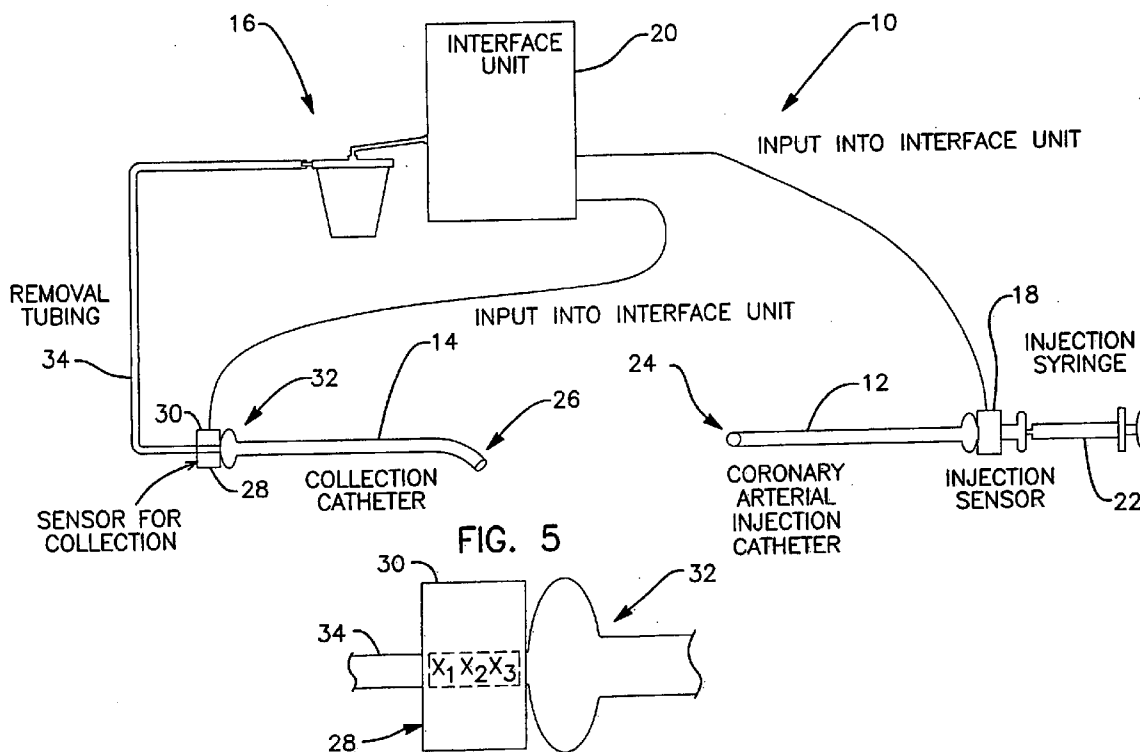 16
INTERFACE
UNIT
20
10
INPUT INTO INTERFACE UNIT
REMOVAL
TUBING
34
INPUT INTO INTERFACE UNIT
18
INJECTION
SYRINGE
30
32
14
26
24
12
28
COLLECTION
CATHETER
SENSOR FOR
COLLECTION
CORONARY
ARTERIAL
INJECTION
CATHETER
INJECTION
SENSOR
22
FIG. 5
30
32
34
X1 X2 X3
28